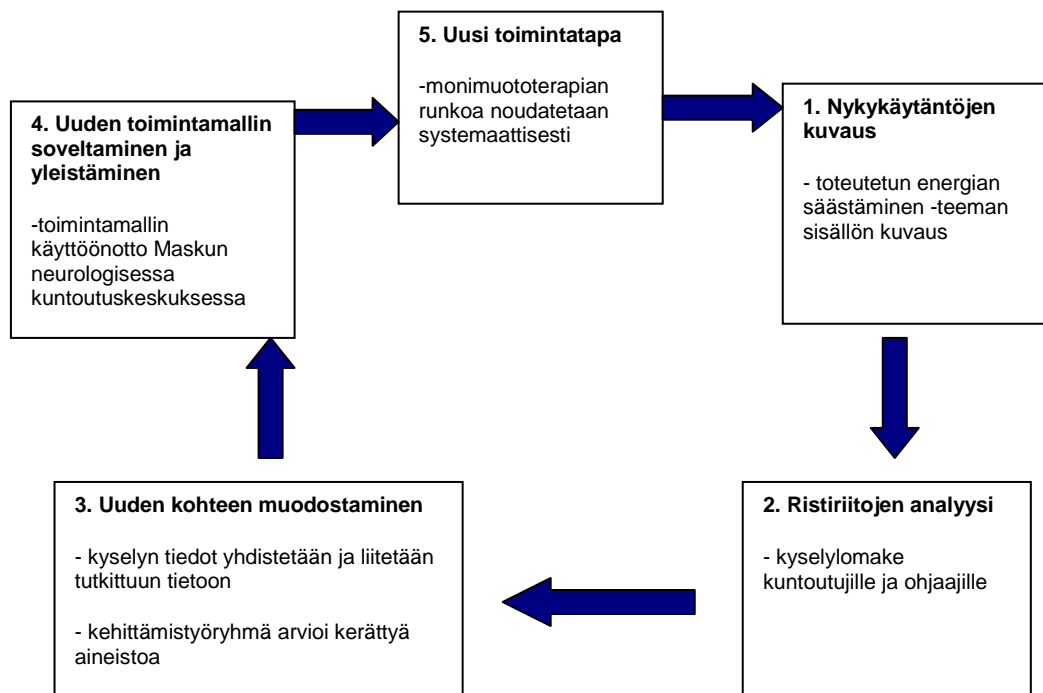 5. Uusi toimintatapa
-monimuototerapian
runkoa noudatetaan
systemaattisesti
4. Uuden toimintamallin
soveltaminen ja
yleistäminen
-toimintamallin
käyttöönotto Maskun
neurologisessa
kuntoutuskeskuksessa
1. Nykykäytäntöjen
kuvaus
- toteutetun energian
säästäminen -teeman
sisällön kuvaus
3. Uuden kohteen muodostaminen
- kyselyn tiedot yhdistetään ja liitetään
tutkittuun tietoon
- kehittämistyöryhmä arvioi kerättyä
aineistoa
2. Ristiriitojen analyysi
- kyselylomake
kuntoutujille ja ohjaajille